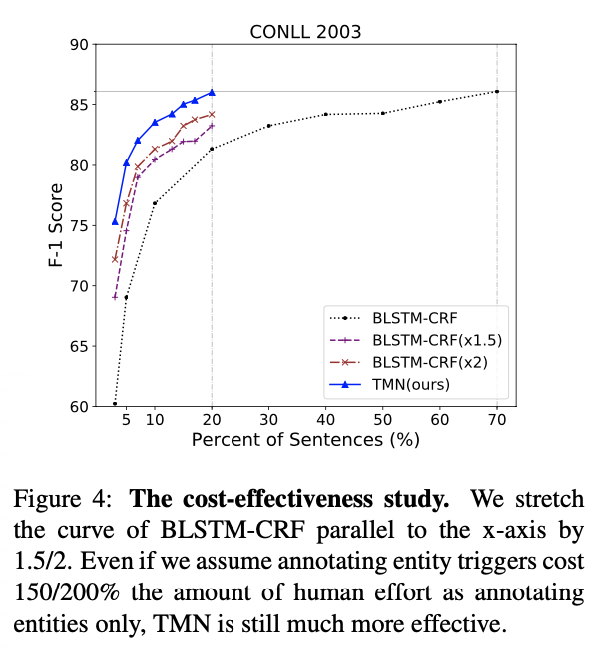 CONLL 2003
90
85
80
75
70
65
60
F-1 Score
5 10 20 30 40 50 60 70
Percent of Sentences (%)
BLSTM-CRF
BLSTM-CRF(x1.5)
BLSTM-CRF(x2)
TMN(ours)
Figure 4: The cost-effectiveness study. We stretch
the curve of BLSTM-CRF parallel to the x-axis by
1.5/2. Even if we assume annotating entity triggers cost
150/200% the amount of human effort as annotating
entities only, TMN is still much more effective.